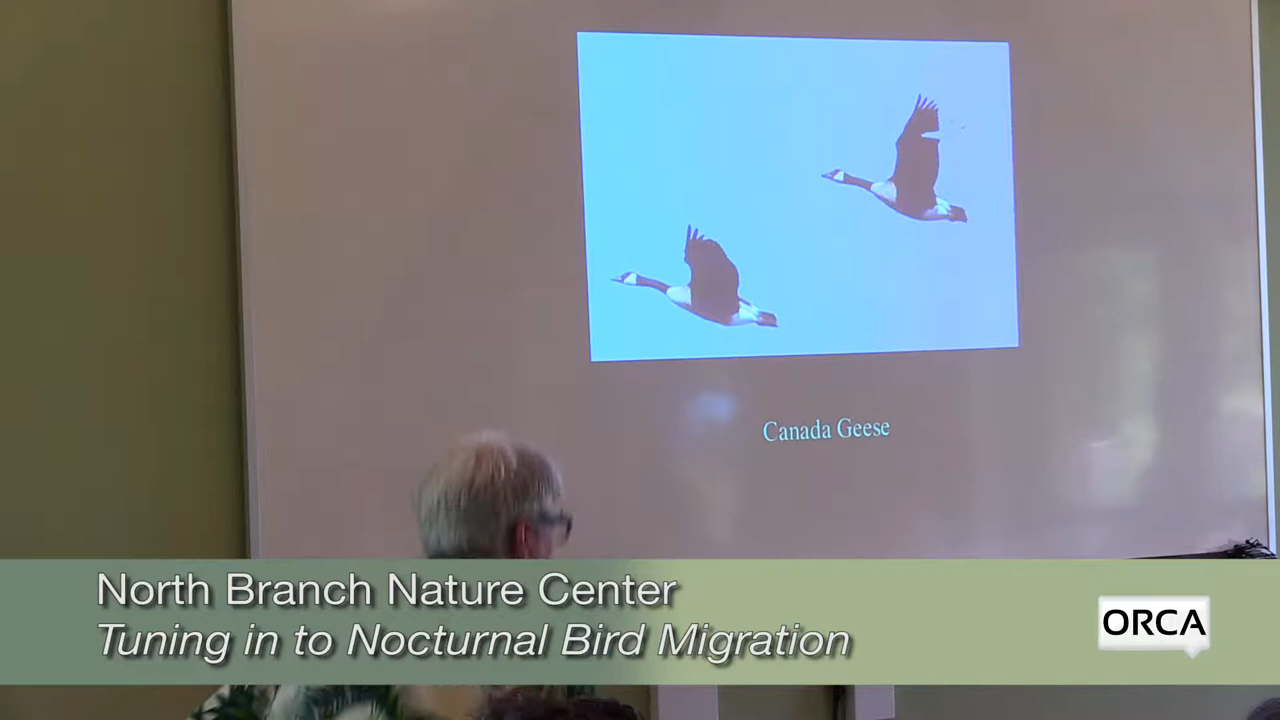 Canada Geese
North Branch Nature Center
Tuning in to Nocturnal Bird Migration
ORCA